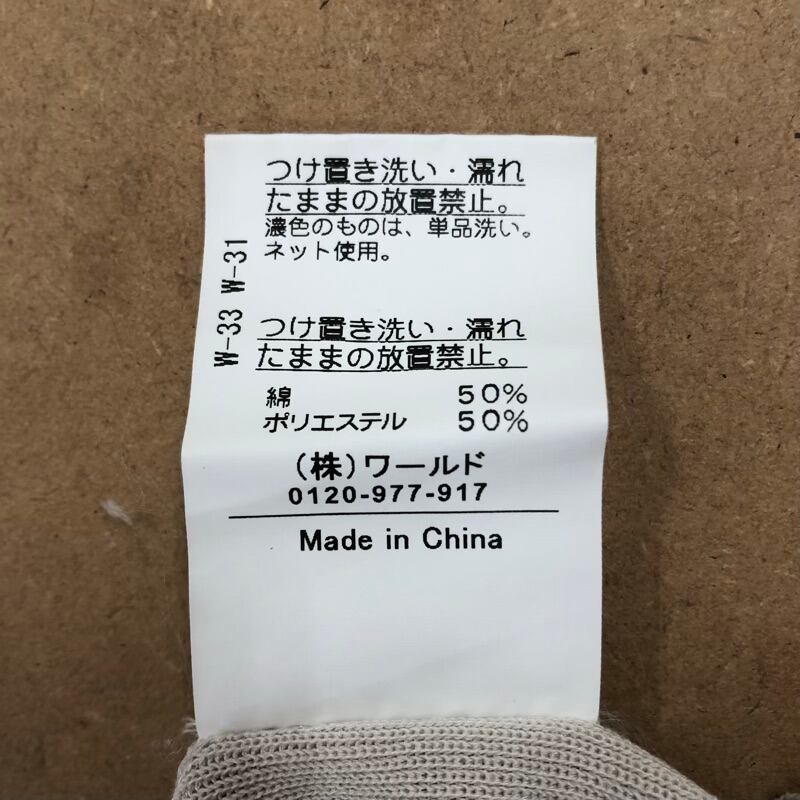 つけ置き洗い・濡れ
たままの放置禁止。
濃色のものは、単品洗い。
ネット使用。
W-33 W-31
つけ置き洗い・濡れ
たままの放置禁止。
綿 50%
ポリエステル 50%
(株)ワールド
0120-977-917
Made in China